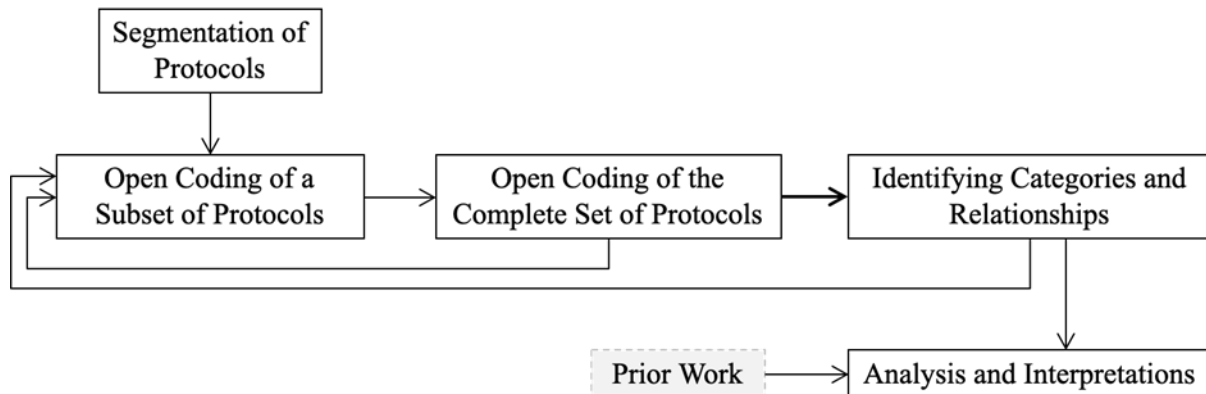 Segmentation of
Protocols
Open Coding of a
Subset of Protocols
Open Coding of the
Complete Set of Protocols
Identifying Categories and
Relationships
Prior Work
Analysis and Interpretations